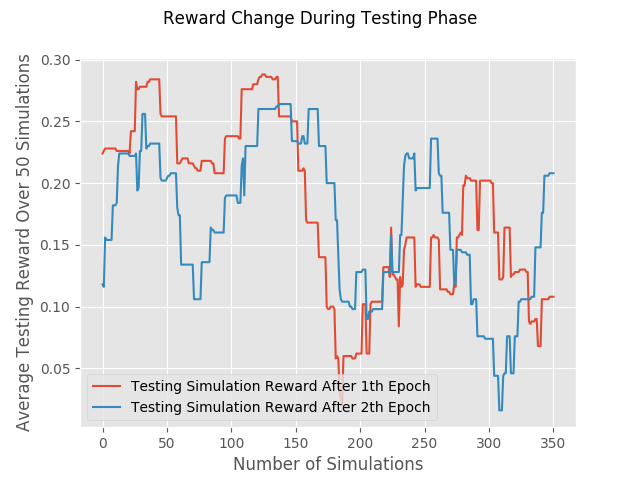 Reward Change During Testing Phase
Average Testing Reward Over 50 Simulations
0.30
0.25
0.20
0.15
0.10
0.05
Testing Simulation Reward After 1th Epoch
Testing Simulation Reward After 2th Epoch
0 50 100 150 200 250 300 350
Number of Simulations